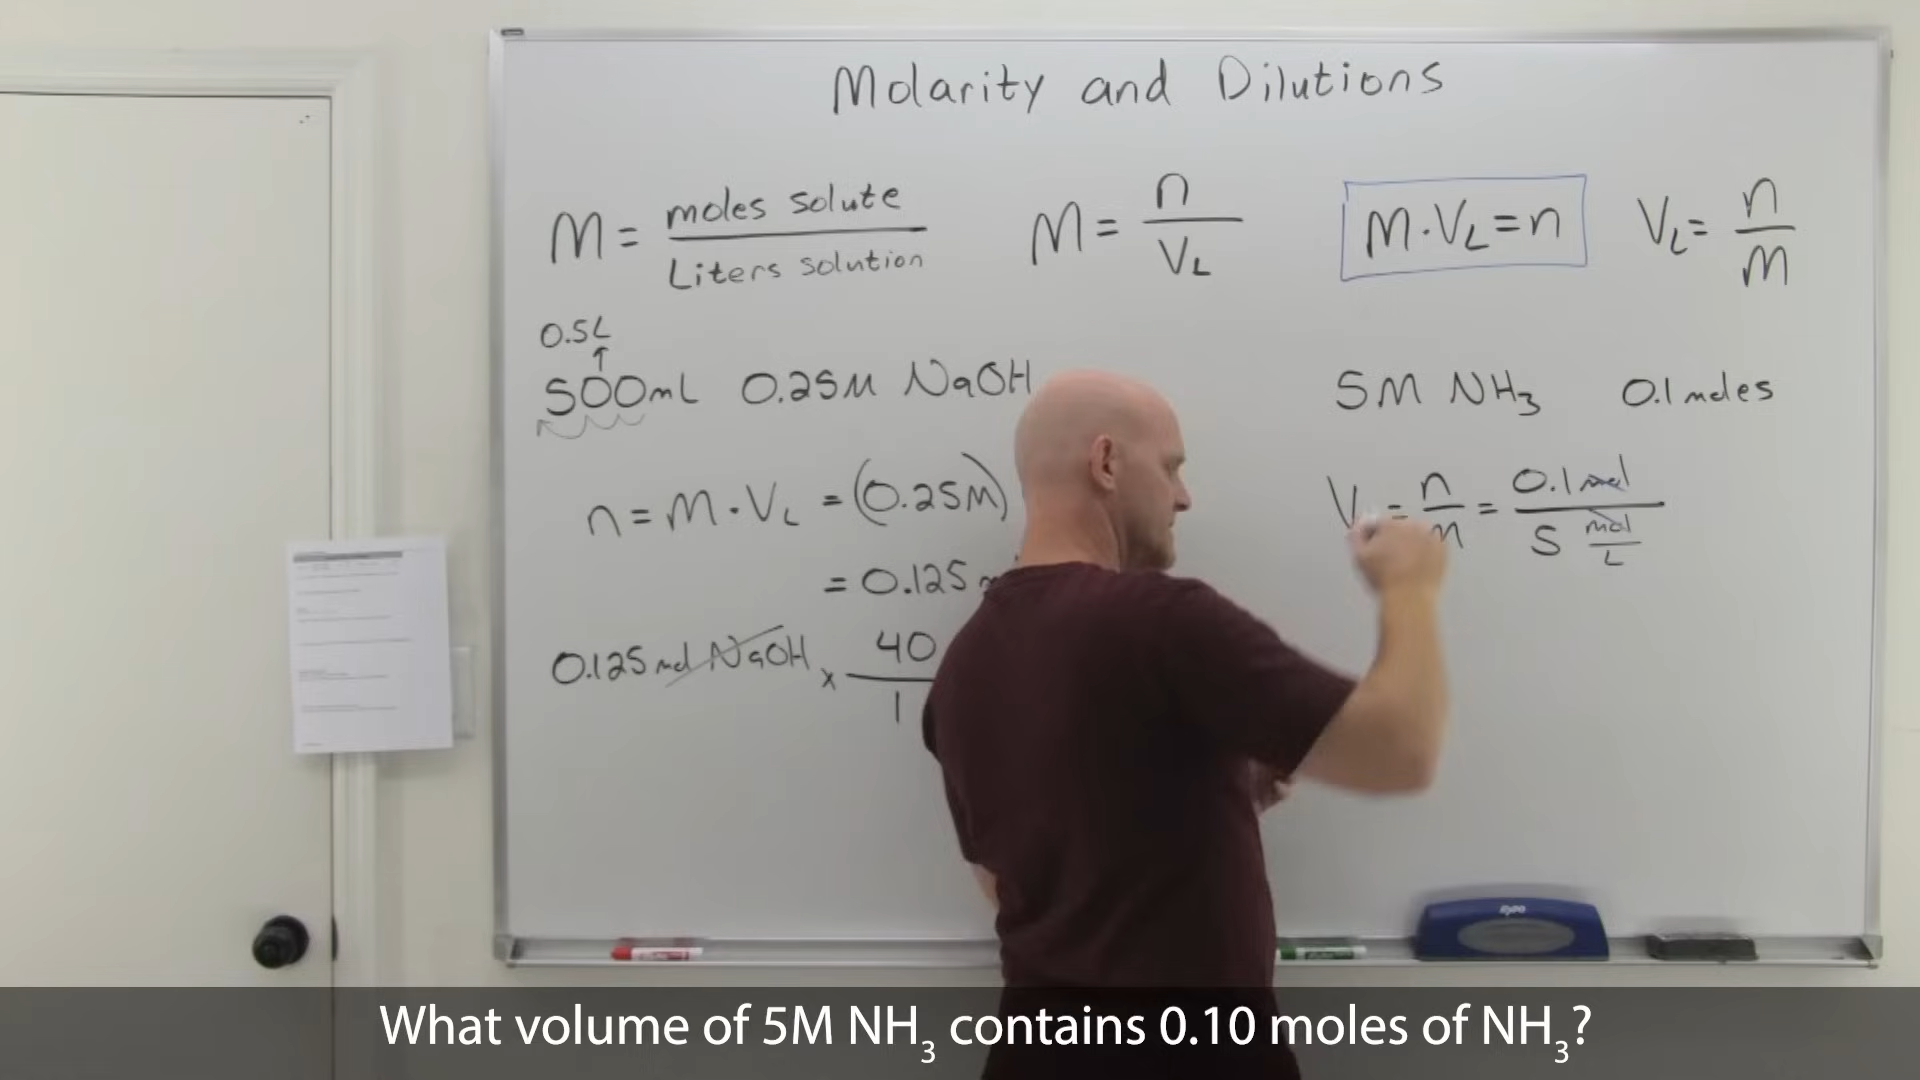 Molarity and Dilutions
M = moles solute / Liters solution
M = n / V_L
M · V_L = n
V_L = n / M
0.5L
↑
500mL 0.25M NaOH
n = M · V_L = (0.25M)
= 0.125
0.125 mol NaOH x 40 / 1
5M NH₃ 0.1 moles
V = n / M = 0.1 mol / 5 mol/L
EXPO
What volume of 5M NH₃ contains 0.10 moles of NH₃?